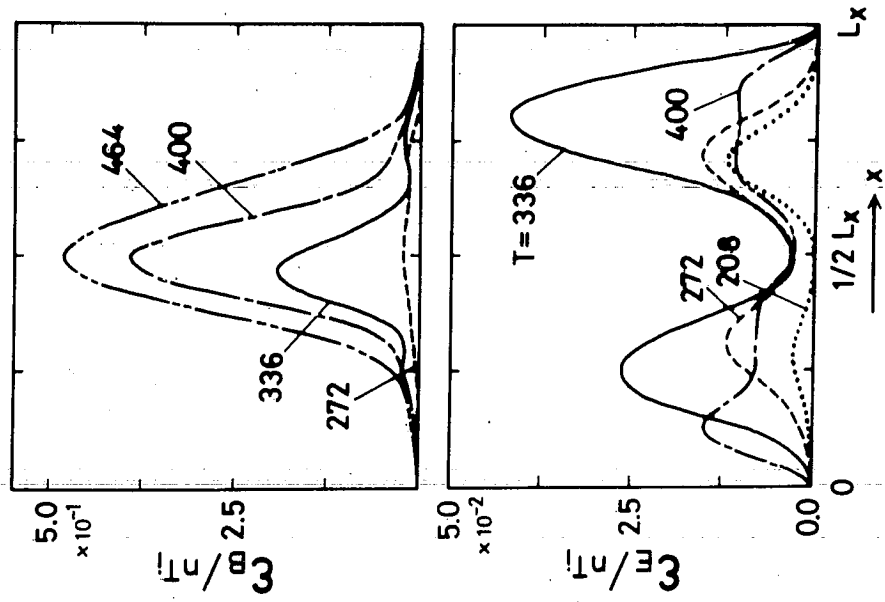 5.0
× 10⁻¹
2.5
ε_B/nT_i
464
400
336
272
5.0
× 10⁻²
2.5
0.0
ε_E/nT_i
T = 336
400
272
208
0
1/2 L_X
L_X
→ x